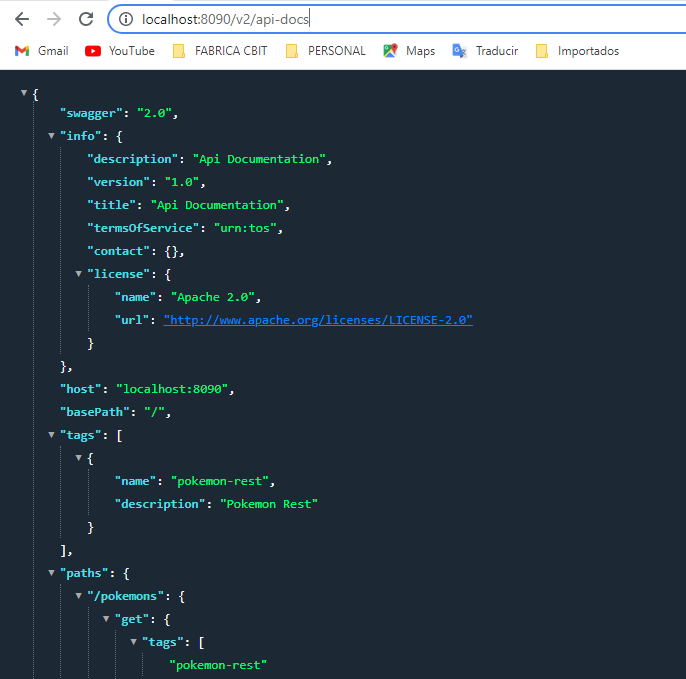 localhost:8090/v2/api-docs
Gmail YouTube FABRICA CBIT PERSONAL Maps Traducir Importados
{
"swagger": "2.0",
"info": {
"description": "Api Documentation",
"version": "1.0",
"title": "Api Documentation",
"termsOfService": "urn:tos",
"contact": {},
"license": {
"name": "Apache 2.0",
"url": "http://www.apache.org/licenses/LICENSE-2.0"
}
},
"host": "localhost:8090",
"basePath": "/",
"tags": [
{
"name": "pokemon-rest",
"description": "Pokemon Rest"
}
],
"paths": {
"/pokemons": {
"get": {
"tags": [
"pokemon-rest"